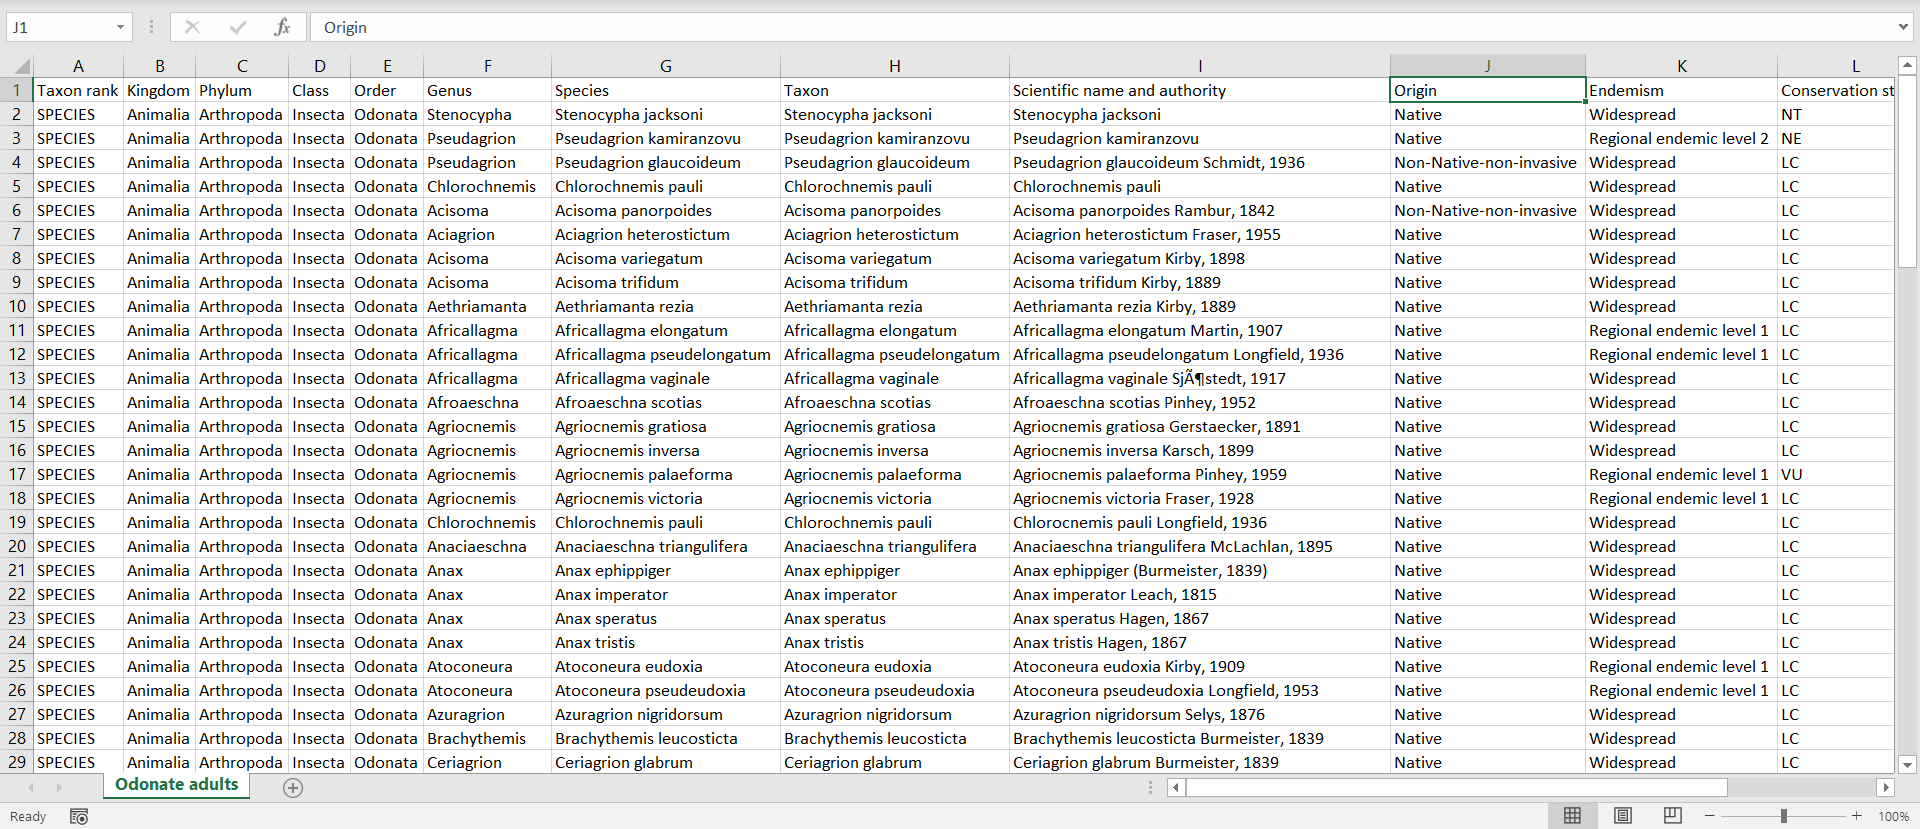 J1 fx Origin
A B C D E F G H I J K L
1 Taxon rank Kingdom Phylum Class Order Genus Species Taxon Scientific name and authority Origin Endemism Conservation st
2 SPECIES Animalia Arthropoda Insecta Odonata Stenocypha Stenocypha jacksoni Stenocypha jacksoni Stenocypha jacksoni Native Widespread NT
3 SPECIES Animalia Arthropoda Insecta Odonata Pseudagrion Pseudagrion kamiranzovu Pseudagrion kamiranzovu Pseudagrion kamiranzovu Native Regional endemic level 2 NE
4 SPECIES Animalia Arthropoda Insecta Odonata Pseudagrion Pseudagrion glaucoideum Pseudagrion glaucoideum Pseudagrion glaucoideum Schmidt, 1936 Non-Native-non-invasive Widespread LC
5 SPECIES Animalia Arthropoda Insecta Odonata Chlorochnemis Chlorochnemis pauli Chlorochnemis pauli Chlorochnemis pauli Native Widespread LC
6 SPECIES Animalia Arthropoda Insecta Odonata Acisoma Acisoma panorpoides Acisoma panorpoides Acisoma panorpoides Rambur, 1842 Non-Native-non-invasive Widespread LC
7 SPECIES Animalia Arthropoda Insecta Odonata Aciagrion Aciagrion heterostictum Aciagrion heterostictum Aciagrion heterostictum Fraser, 1955 Native Widespread LC
8 SPECIES Animalia Arthropoda Insecta Odonata Acisoma Acisoma variegatum Acisoma variegatum Acisoma variegatum Kirby, 1898 Native Widespread LC
9 SPECIES Animalia Arthropoda Insecta Odonata Acisoma Acisoma trifidum Acisoma trifidum Acisoma trifidum Kirby, 1889 Native Widespread LC
10 SPECIES Animalia Arthropoda Insecta Odonata Aethriamanta Aethriamanta rezia Aethriamanta rezia Aethriamanta rezia Kirby, 1889 Native Widespread LC
11 SPECIES Animalia Arthropoda Insecta Odonata Africallagma Africallagma elongatum Africallagma elongatum Africallagma elongatum Martin, 1907 Native Regional endemic level 1 LC
12 SPECIES Animalia Arthropoda Insecta Odonata Africallagma Africallagma pseudelongatum Africallagma pseudelongatum Africallagma pseudelongatum Longfield, 1936 Native Regional endemic level 1 LC
13 SPECIES Animalia Arthropoda Insecta Odonata Africallagma Africallagma vaginale Africallagma vaginale Africallagma vaginale SjÃ¶stedt, 1917 Native Widespread LC
14 SPECIES Animalia Arthropoda Insecta Odonata Afroaeschna Afroaeschna scotias Afroaeschna scotias Afroaeschna scotias Pinhey, 1952 Native Widespread LC
15 SPECIES Animalia Arthropoda Insecta Odonata Agriocnemis Agriocnemis gratiosa Agriocnemis gratiosa Agriocnemis gratiosa Gerstaecker, 1891 Native Widespread LC
16 SPECIES Animalia Arthropoda Insecta Odonata Agriocnemis Agriocnemis inversa Agriocnemis inversa Agriocnemis inversa Karsch, 1899 Native Widespread LC
17 SPECIES Animalia Arthropoda Insecta Odonata Agriocnemis Agriocnemis palaeforma Agriocnemis palaeforma Agriocnemis palaeforma Pinhey, 1959 Native Regional endemic level 1 VU
18 SPECIES Animalia Arthropoda Insecta Odonata Agriocnemis Agriocnemis victoria Agriocnemis victoria Agriocnemis victoria Fraser, 1928 Native Regional endemic level 1 LC
19 SPECIES Animalia Arthropoda Insecta Odonata Chlorochnemis Chlorochnemis pauli Chlorochnemis pauli Chlorocnemis pauli Longfield, 1936 Native Widespread LC
20 SPECIES Animalia Arthropoda Insecta Odonata Anaciaeschna Anaciaeschna triangulifera Anaciaeschna triangulifera Anaciaeschna triangulifera McLachlan, 1895 Native Widespread LC
21 SPECIES Animalia Arthropoda Insecta Odonata Anax Anax ephippiger Anax ephippiger Anax ephippiger (Burmeister, 1839) Native Widespread LC
22 SPECIES Animalia Arthropoda Insecta Odonata Anax Anax imperator Anax imperator Anax imperator Leach, 1815 Native Widespread LC
23 SPECIES Animalia Arthropoda Insecta Odonata Anax Anax speratus Anax speratus Anax speratus Hagen, 1867 Native Widespread LC
24 SPECIES Animalia Arthropoda Insecta Odonata Anax Anax tristis Anax tristis Anax tristis Hagen, 1867 Native Widespread LC
25 SPECIES Animalia Arthropoda Insecta Odonata Atoconeura Atoconeura eudoxia Atoconeura eudoxia Atoconeura eudoxia Kirby, 1909 Native Regional endemic level 1 LC
26 SPECIES Animalia Arthropoda Insecta Odonata Atoconeura Atoconeura pseudeudoxia Atoconeura pseudeudoxia Atoconeura pseudeudoxia Longfield, 1953 Native Regional endemic level 1 LC
27 SPECIES Animalia Arthropoda Insecta Odonata Azuragrion Azuragrion nigridorsum Azuragrion nigridorsum Azuragrion nigridorsum Selys, 1876 Native Widespread LC
28 SPECIES Animalia Arthropoda Insecta Odonata Brachythemis Brachythemis leucosticta Brachythemis leucosticta Brachythemis leucosticta Burmeister, 1839 Native Widespread LC
29 SPECIES Animalia Arthropoda Insecta Odonata Ceriagrion Ceriagrion glabrum Ceriagrion glabrum Ceriagrion glabrum Burmeister, 1839 Native Widespread LC
Odonate adults
Ready 100%